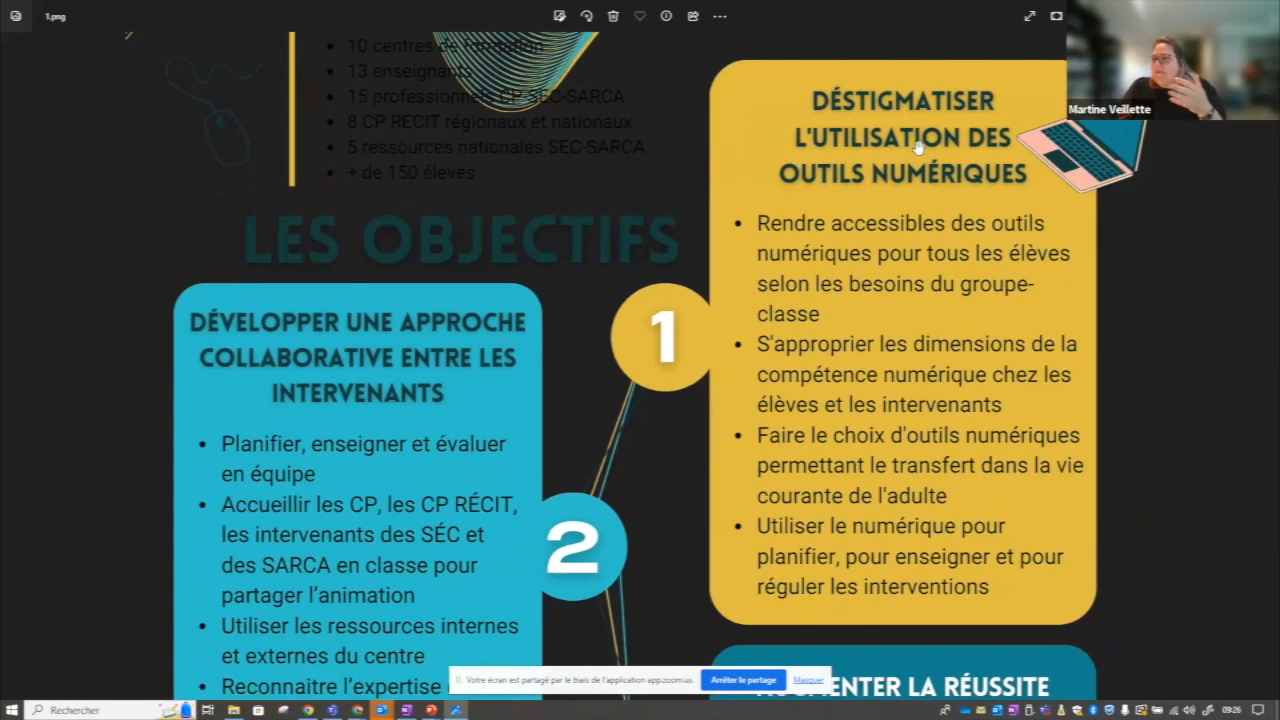 1.png
Martine Veillette
10 centres de formation
13 enseignants
15 professionnels CP-SEC-SARCA
8 CP RECIT régionaux et nationaux
5 ressources nationales SEC-SARCA
+ de 150 élèves
LES OBJECTIFS
1
DÉSTIGMATISER
L'UTILISATION DES
OUTILS NUMÉRIQUES
Rendre accessibles des outils
numériques pour tous les élèves
selon les besoins du groupe-
classe
S'approprier les dimensions de la
compétence numérique chez les
élèves et les intervenants
Faire le choix d'outils numériques
permettant le transfert dans la vie
courante de l'adulte
Utiliser le numérique pour
planifier, pour enseigner et pour
réguler les interventions
2
DÉVELOPPER UNE APPROCHE
COLLABORATIVE ENTRE LES
INTERVENANTS
Planifier, enseigner et évaluer
en équipe
Accueillir les CP, les CP RÉCIT,
les intervenants des SÉC et
des SARCA en classe pour
partager l'animation
Utiliser les ressources internes
et externes du centre
Reconnaitre l'expertise
LA RÉUSSITE
Votre écran est partagé par le biais de l'application app.zoom.us.
Arrêter le partage
Masquer
Rechercher
09:26